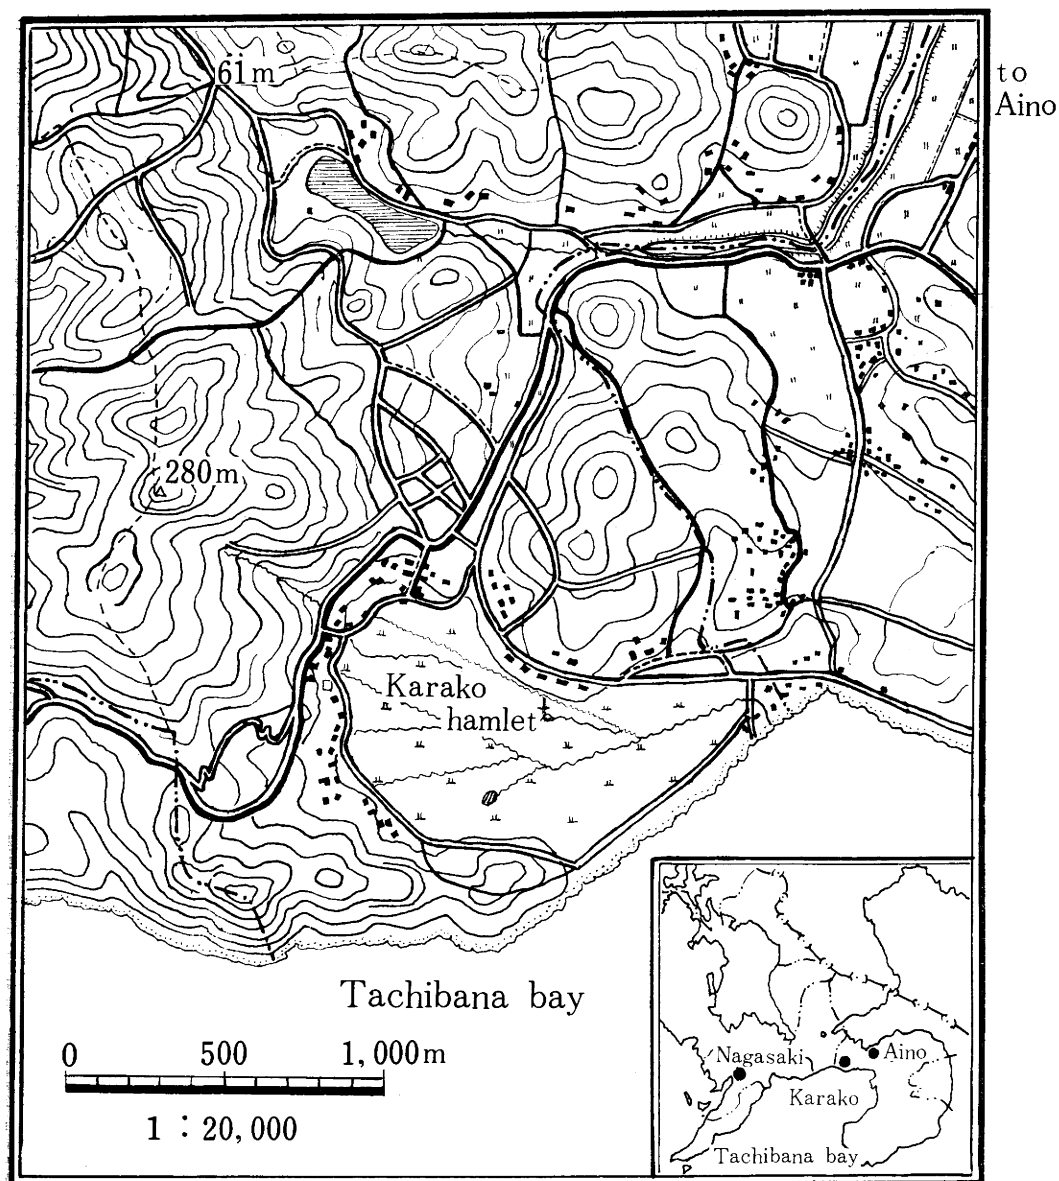 61m
to
Aino
280m
Karako
hamlet
Tachibana bay
0 500 1,000m
1 : 20,000
Nagasaki
Aino
Karako
Tachibana bay